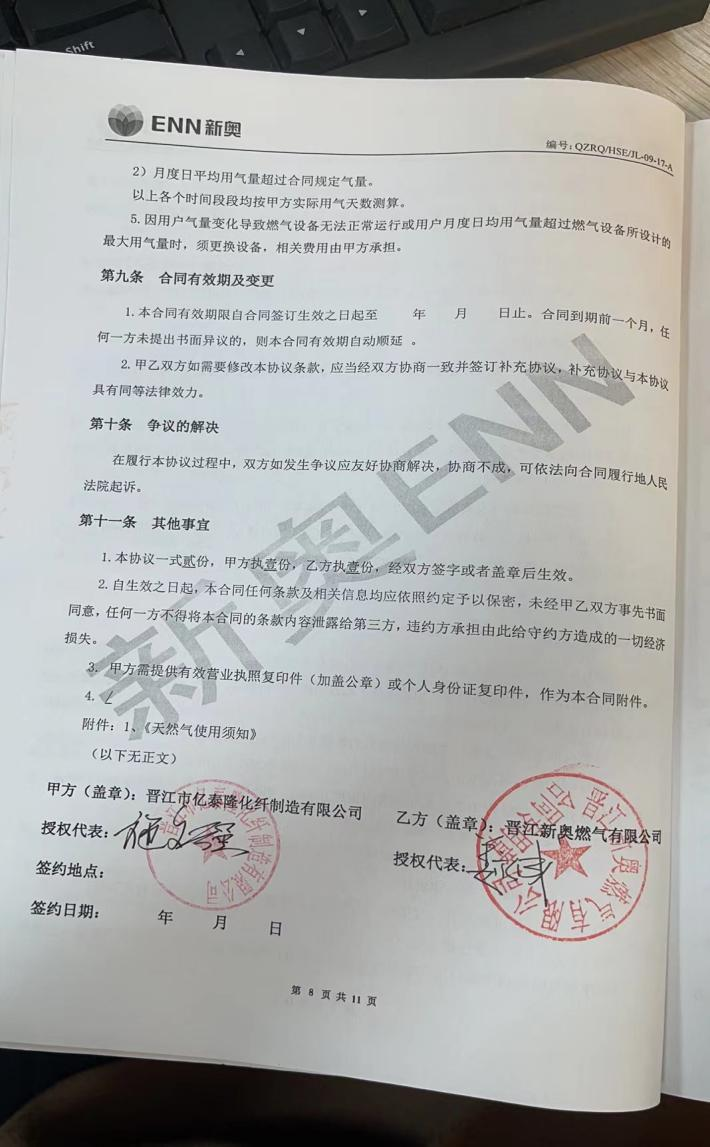 Shift
ENN新奥
编号：QZRQ/HSE/JL-09-17-A
2）月度日平均用气量超过合同规定气量。
以上各个时间段段均按甲方实际用气天数测算。
5.因用户气量变化导致燃气设备无法正常运行或用户月度日均用气量超过燃气设备所设计的
最大用气量时，须更换设备，相关费用由甲方承担。
第九条 合同有效期及变更
1.本合同有效期限自合同签订生效之日起至 年 月 日止。合同到期前一个月，任
何一方未提出书面异议的，则本合同有效期自动顺延 。
2.甲乙双方如需要修改本协议条款，应当经双方协商一致并签订补充协议，补充协议与本协议
具有同等法律效力。
第十条 争议的解决
在履行本协议过程中，双方如发生争议应友好协商解决，协商不成，可依法向合同履行地人民
法院起诉。
第十一条 其他事宜
1.本协议一式贰份，甲方执壹份，乙方执壹份，经双方签字或者盖章后生效。
2.自生效之日起，本合同任何条款及相关信息均应依照约定予以保密，未经甲乙双方事先书面
同意，任何一方不得将本合同的条款内容泄露给第三方，违约方承担由此给守约方造成的一切经济
损失。
3. 甲方需提供有效营业执照复印件（加盖公章）或个人身份证复印件，作为本合同附件。
4. /
附件：1、《天然气使用须知》
（以下无正文）
新奥ENN
甲方（盖章）：晋江市亿泰隆化纤制造有限公司
授权代表：
签约地点：
签约日期： 年 月 日
乙方（盖章）：晋江新奥燃气有限公司
授权代表：
晋江新奥燃气有限公司
第 8 页 共 11 页